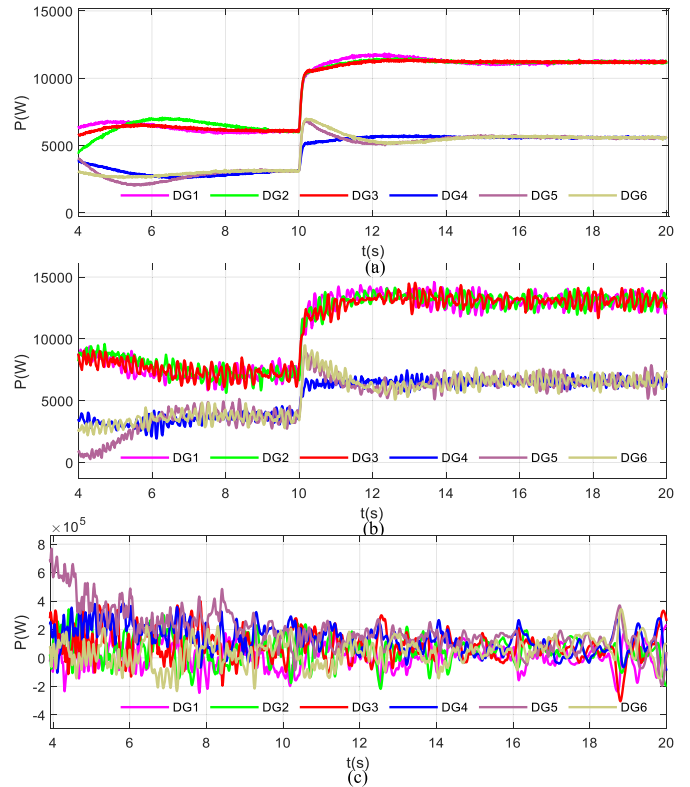 15000
10000
5000
0
P(W)
DG1 DG2 DG3 DG4 DG5 DG6
4 6 8 10 12 14 16 18 20
t(s)
(a)
15000
10000
5000
0
P(W)
DG1 DG2 DG3 DG4 DG5 DG6
4 6 8 10 12 14 16 18 20
t(s)
(b)
×10^5
8
6
4
2
0
-2
-4
P(W)
DG1 DG2 DG3 DG4 DG5 DG6
4 6 8 10 12 14 16 18 20
t(s)
(c)